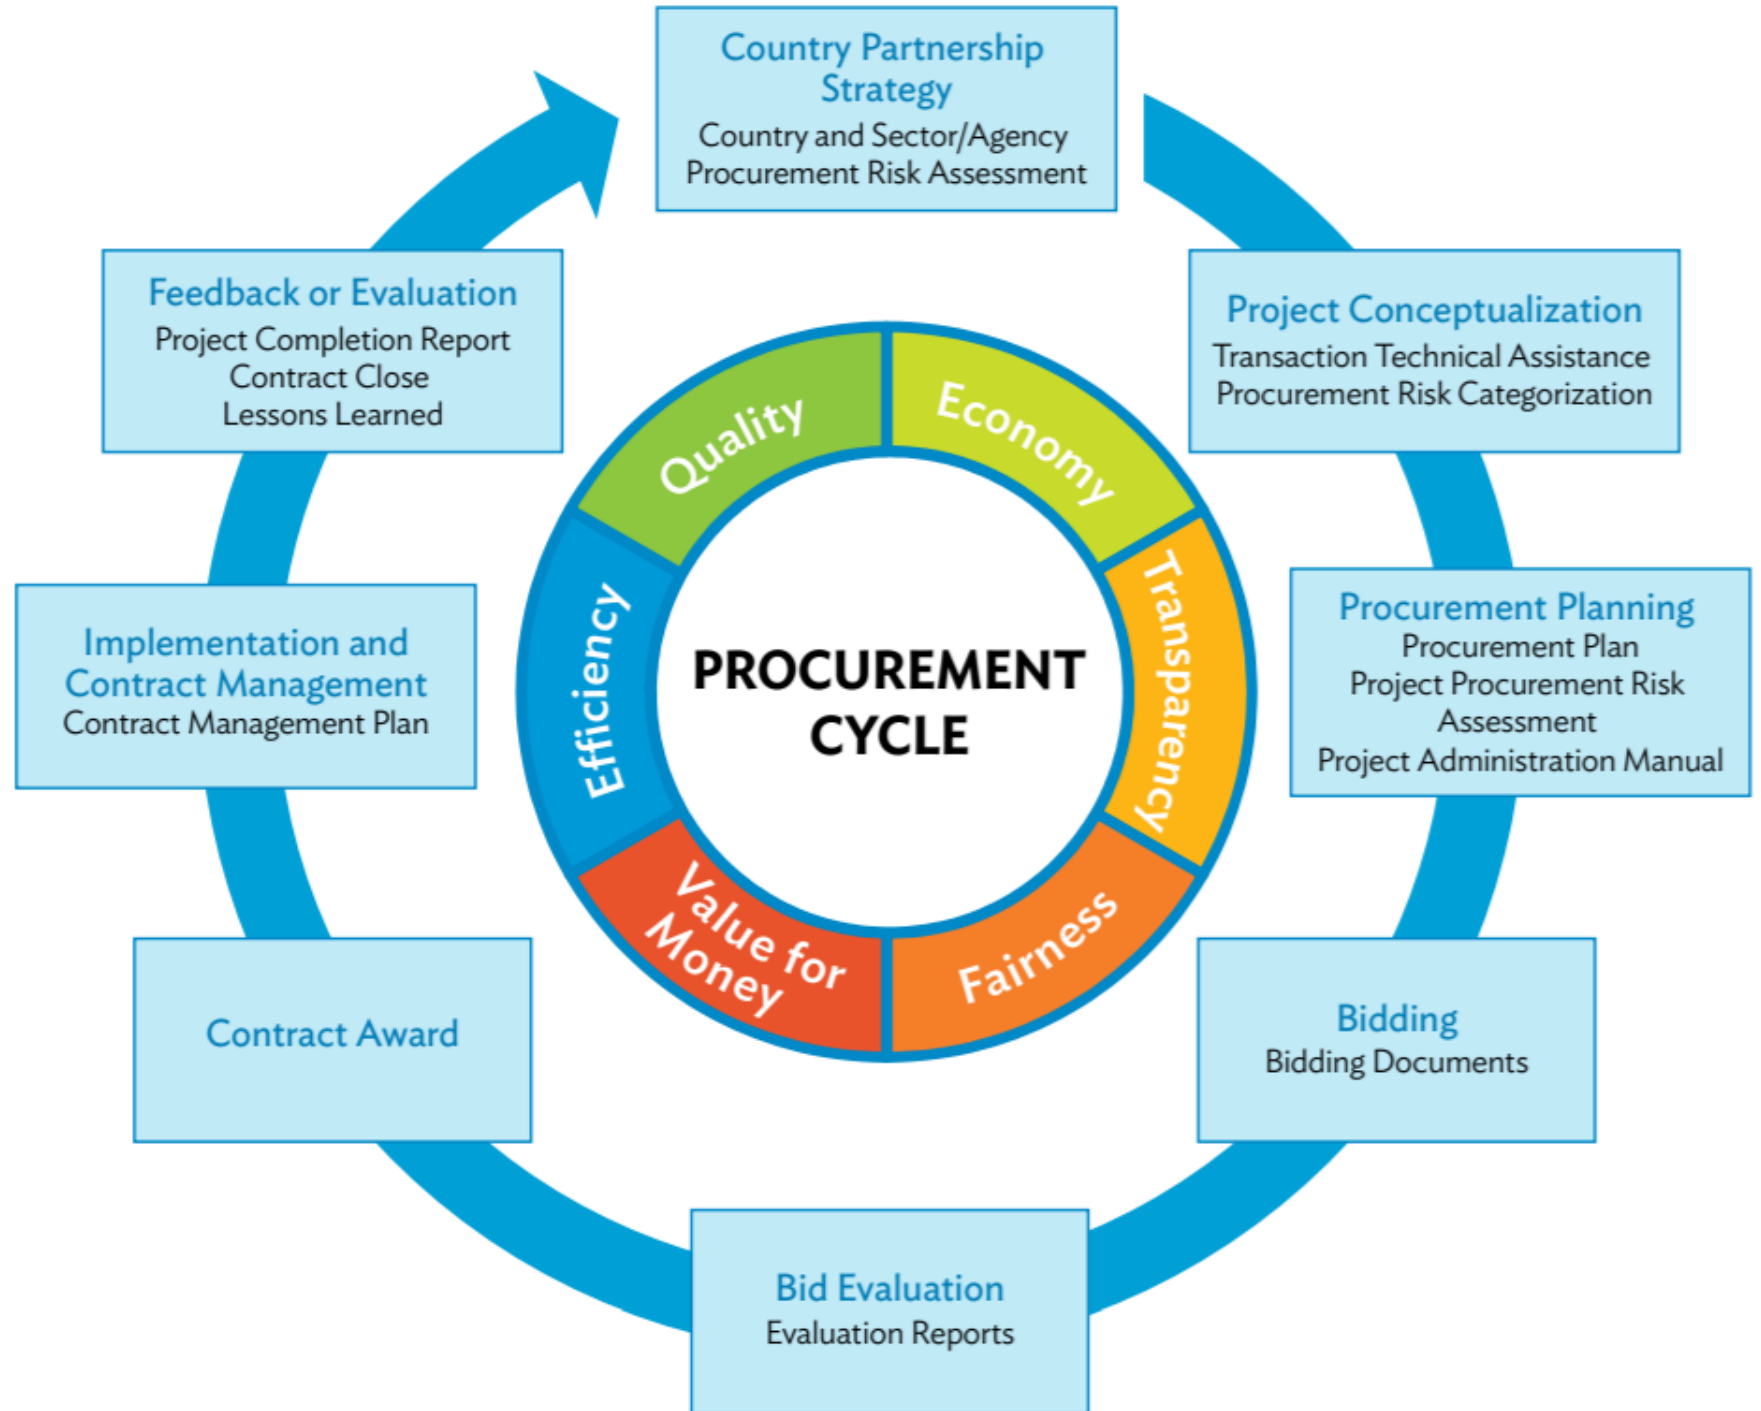 Country Partnership
Strategy
Country and Sector/Agency
Procurement Risk Assessment
Project Conceptualization
Transaction Technical Assistance
Procurement Risk Categorization
Procurement Planning
Procurement Plan
Project Procurement Risk
Assessment
Project Administration Manual
Bidding
Bidding Documents
Bid Evaluation
Evaluation Reports
Contract Award
Implementation and
Contract Management
Contract Management Plan
Feedback or Evaluation
Project Completion Report
Contract Close
Lessons Learned
Economy
Transparency
Fairness
Value for
Money
Efficiency
Quality
PROCUREMENT
CYCLE